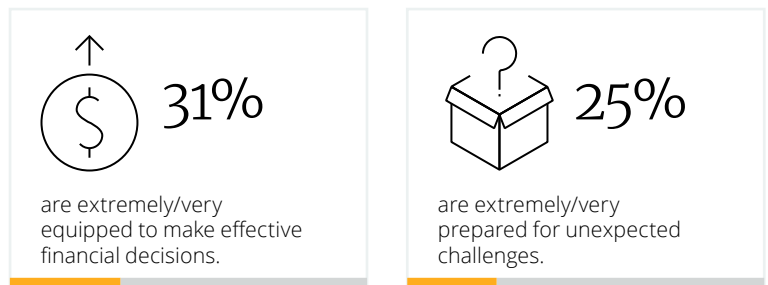 31%
are extremely/very
equipped to make effective
financial decisions.
25%
are extremely/very
prepared for unexpected
challenges.